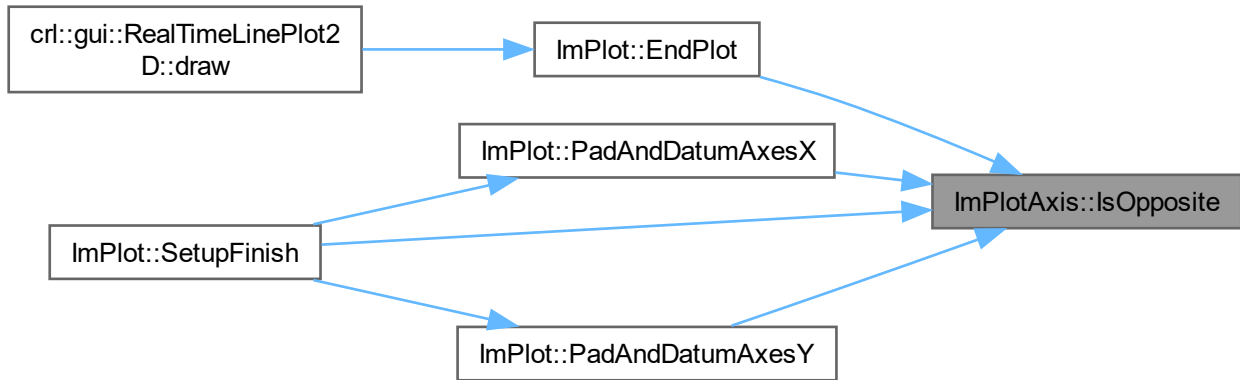 crl::gui::RealTimeLinePlot2
D::draw
ImPlot::EndPlot
ImPlot::PadAndDatumAxesX
ImPlotAxis::IsOpposite
ImPlot::SetupFinish
ImPlot::PadAndDatumAxesY